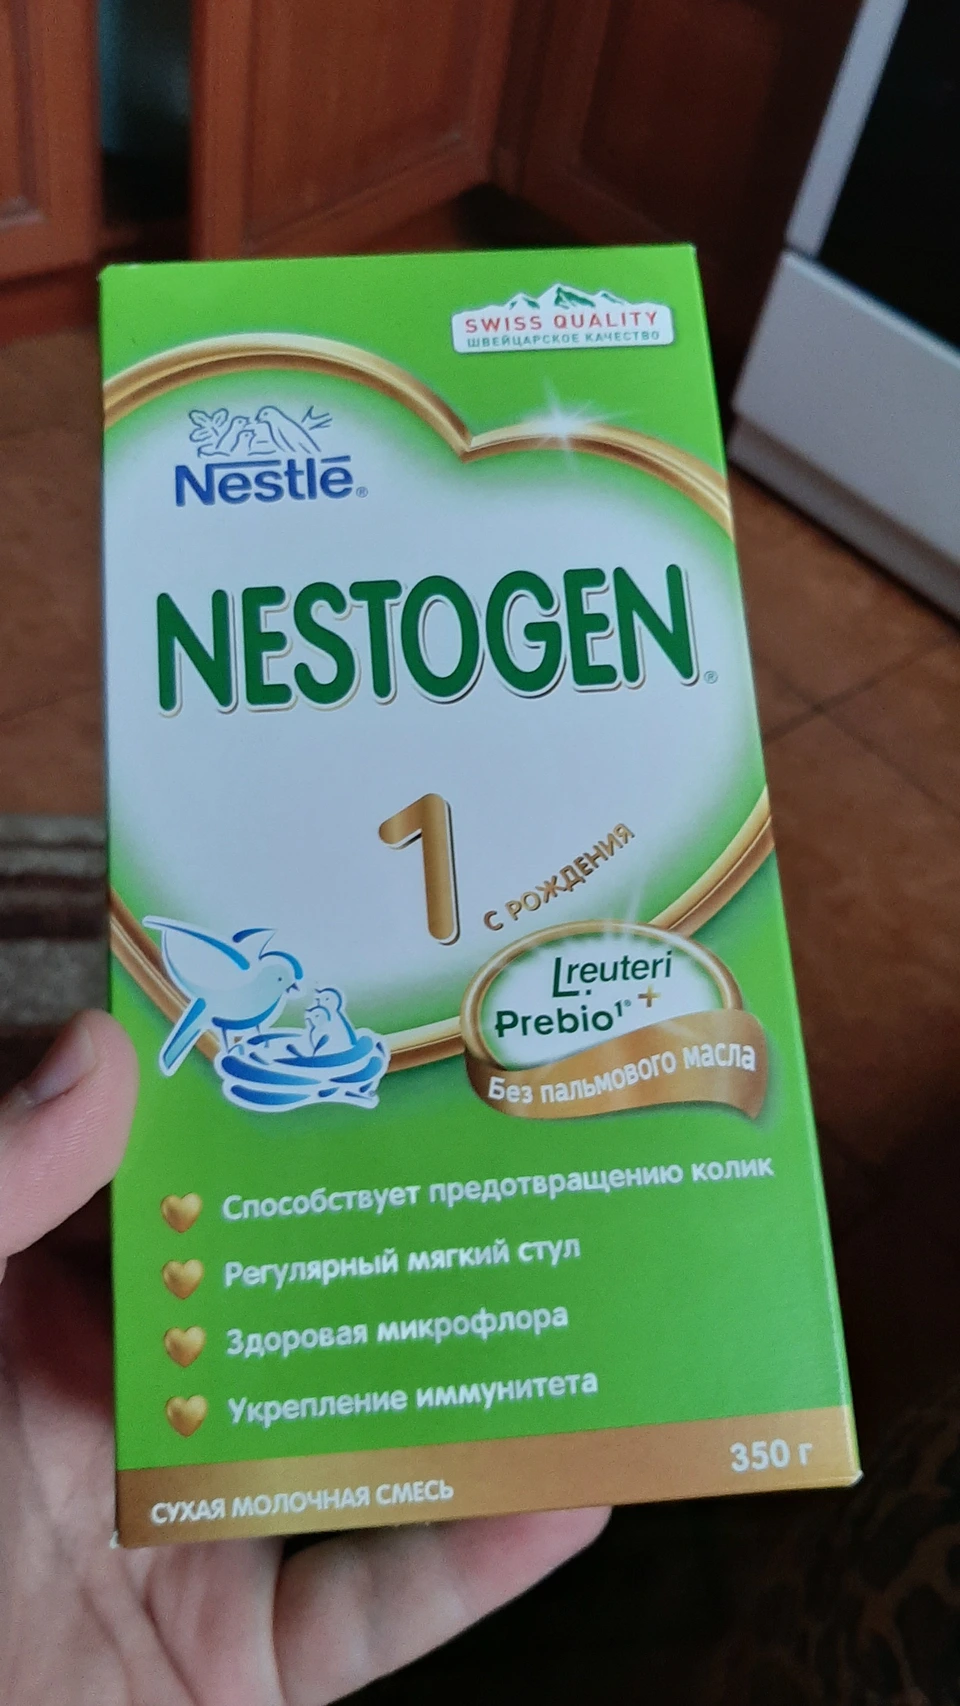 SWISS QUALITY
ШВЕЙЦАРСКОЕ КАЧЕСТВО
Nestlē®
NESTOGEN®
1
С РОЖДЕНИЯ
L.reuteri
+
Prebio¹®
Без пальмового масла
Способствует предотвращению колик
Регулярный мягкий стул
Здоровая микрофлора
Укрепление иммунитета
350 г
СУХАЯ МОЛОЧНАЯ СМЕСЬ